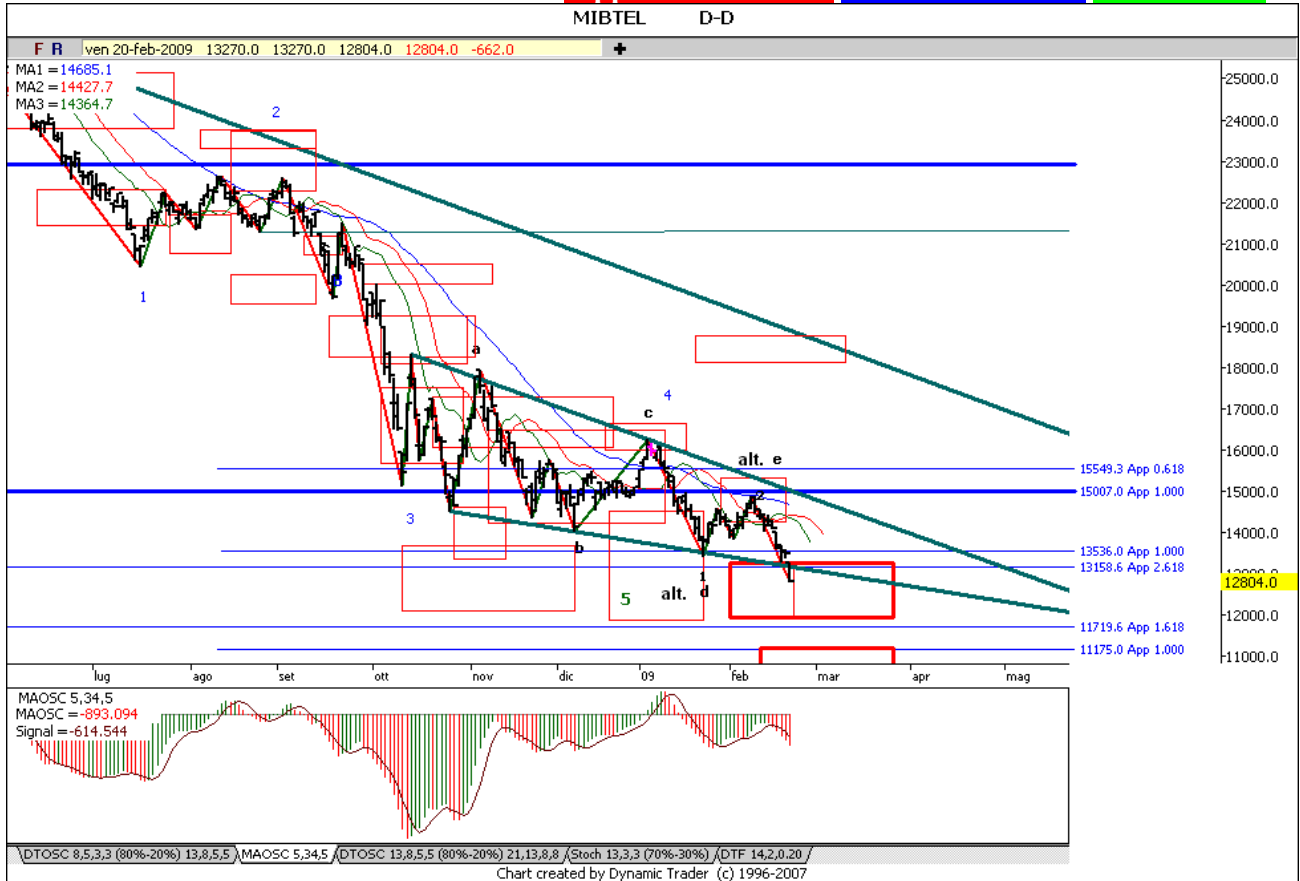 MIBTEL D-D
F R ven 20-feb-2009 13270.0 13270.0 12804.0 12804.0 -662.0
MA1 =14685.1
MA2 =14427.7
MA3 =14364.7
25000.0
24000.0
23000.0
22000.0
21000.0
20000.0
19000.0
18000.0
17000.0
16000.0
15000.0
14000.0
12804.0
12000.0
11000.0
2
1
3
a
c
4
alt. e
2
3
b
5
alt.
1
d
15549.3 App 0.618
15007.0 App 1.000
13536.0 App 1.000
13158.6 App 2.618
11719.6 App 1.618
11175.0 App 1.000
lug ago set ott nov dic 09 feb mar apr mag
MAOSC 5,34,5
MAOSC =-893.094
Signal =-614.544
DTOSC 8,5,3,3 (80%-20%) 13,8,5,5 MAOSC 5,34,5 DTOSC 13,8,5,5 (80%-20%) 21,13,8,8 Stoch 13,3,3 (70%-30%) DTF 14,2,0.20
Chart created by Dynamic Trader (c) 1996-2007